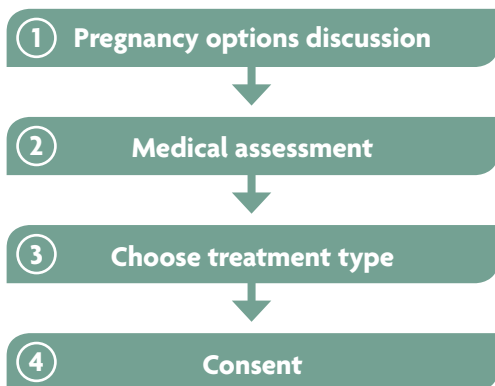 1 Pregnancy options discussion
2 Medical assessment
3 Choose treatment type
4 Consent